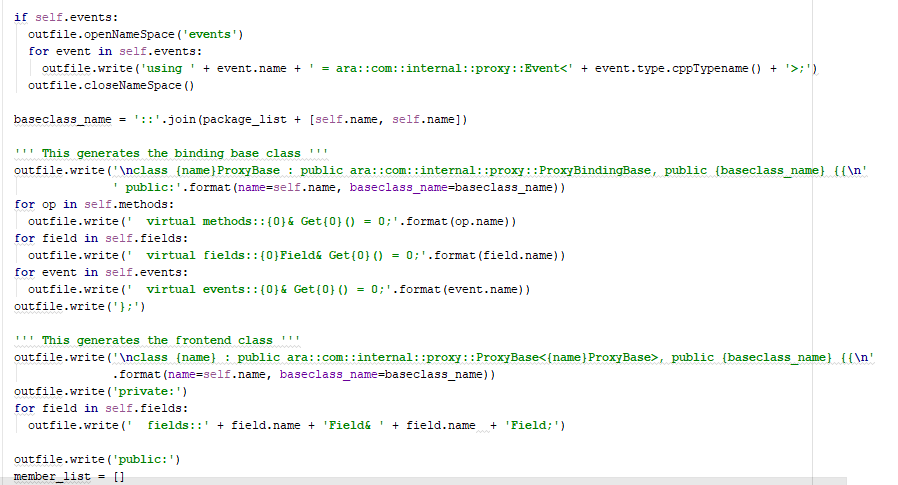 if self.events:
  outfile.openNameSpace('events')
  for event in self.events:
    outfile.write('using ' + event.name + ' = ara::com::internal::proxy::Event<' + event.type.cppTypename() + '>;')
  outfile.closeNameSpace()

baseclass_name = '::'.join(package_list + [self.name, self.name])

''' This generates the binding base class '''
outfile.write('\nclass {name}ProxyBase : public ara::com::internal::proxy::ProxyBindingBase, public {baseclass_name} {{\n'
              ' public:'.format(name=self.name, baseclass_name=baseclass_name))
for op in self.methods:
  outfile.write('  virtual methods::{0}& Get{0}() = 0;'.format(op.name))
for field in self.fields:
  outfile.write('  virtual fields::{0}Field& Get{0}() = 0;'.format(field.name))
for event in self.events:
  outfile.write('  virtual events::{0}& Get{0}() = 0;'.format(event.name))
outfile.write('};')

''' This generates the frontend class '''
outfile.write('\nclass {name} : public ara::com::internal::proxy::ProxyBase<{name}ProxyBase>, public {baseclass_name} {{\n'
              .format(name=self.name, baseclass_name=baseclass_name))
outfile.write('private:')
for field in self.fields:
  outfile.write('  fields::' + field.name + 'Field& ' + field.name  + 'Field;')

outfile.write('public:')
member_list = []